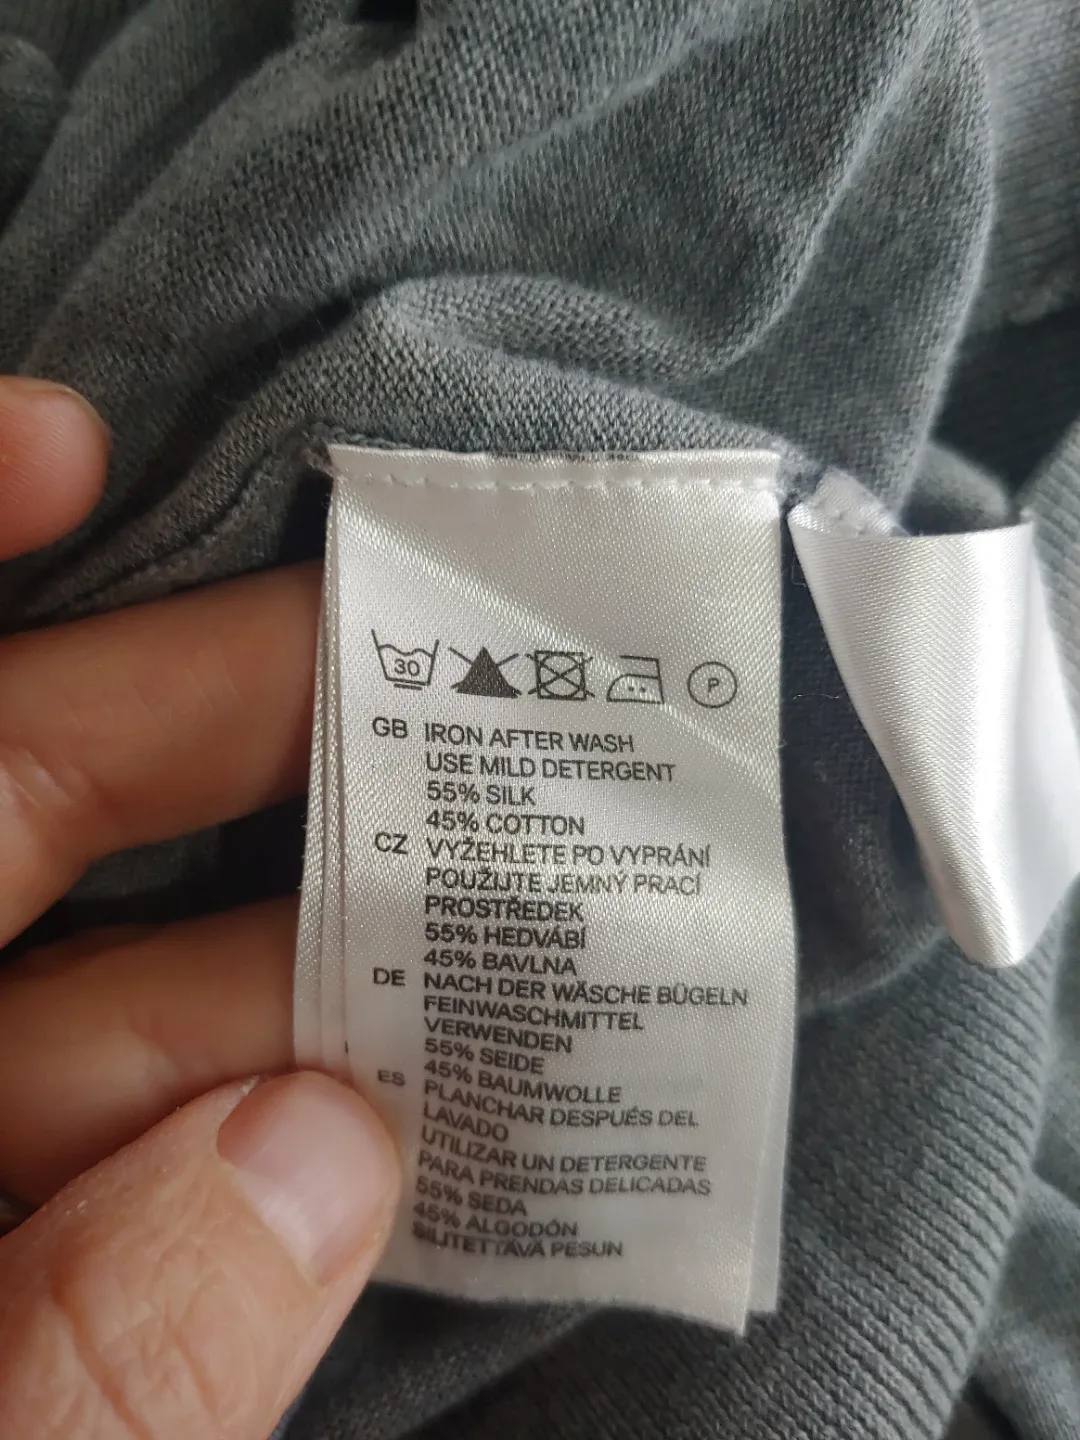 30
P
GB IRON AFTER WASH
USE MILD DETERGENT
55% SILK
45% COTTON
CZ VYŽEHLETE PO VYPRÁNÍ
POUŽIJTE JEMNÝ PRACÍ
PROSTŘEDEK
55% HEDVÁBÍ
45% BAVLNA
DE NACH DER WÄSCHE BÜGELN
FEINWASCHMITTEL
VERWENDEN
55% SEIDE
45% BAUMWOLLE
ES PLANCHAR DESPUÉS DEL
LAVADO
UTILIZAR UN DETERGENTE
PARA PRENDAS DELICADAS
55% SEDA
45% ALGODÓN
SILITETTÄVÄ PESUN